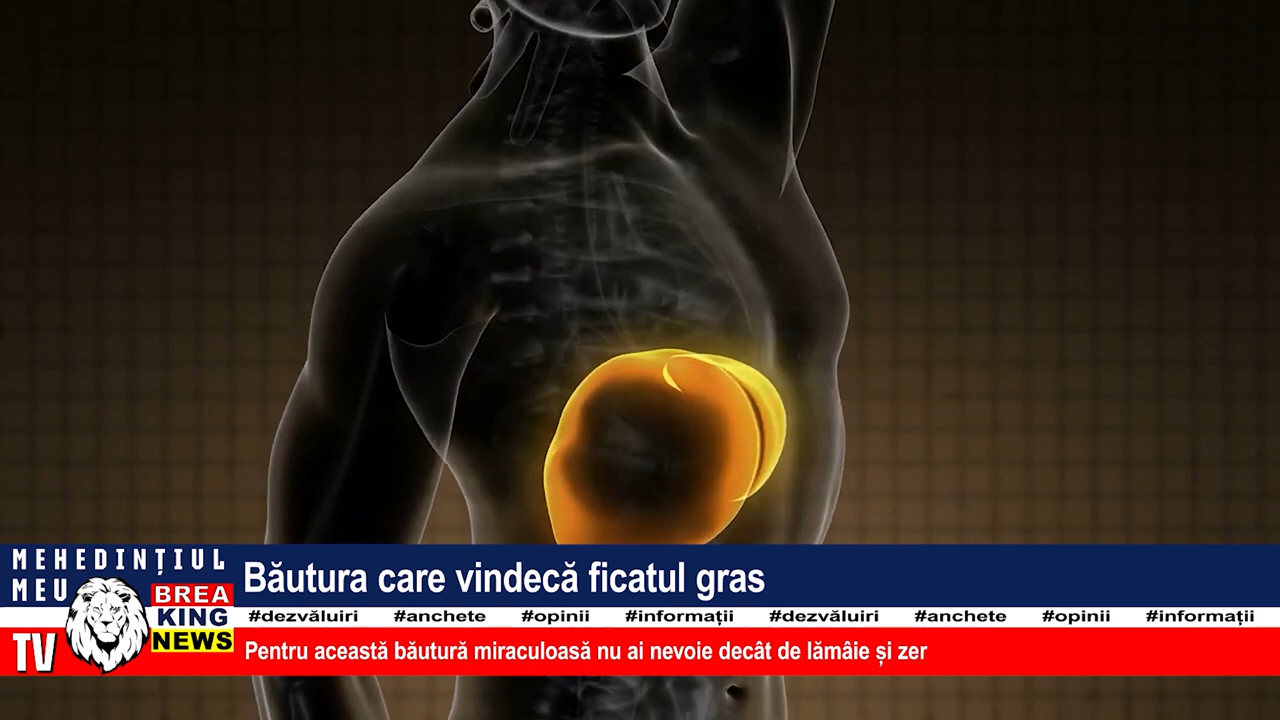 MEHEDINȚIUL
MEU
TV
BREA
KING
NEWS
Băutura care vindecă ficatul gras
#dezvăluiri #anchete #opinii #informații #dezvăluiri #anchete #opinii #informații
Pentru această băutură miraculoasă nu ai nevoie decât de lămâie și zer